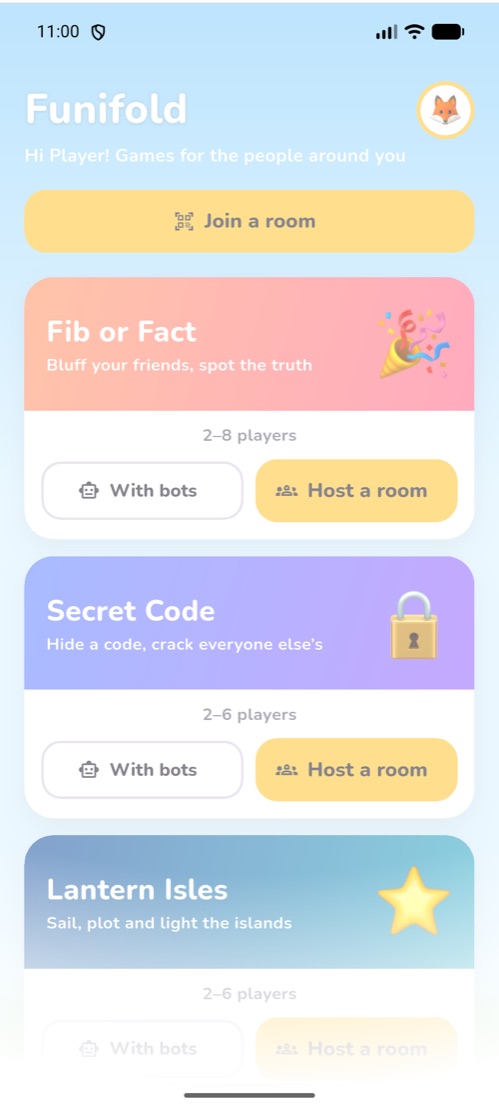 11:00
Funifold
Hi Player! Games for the people around you
Join a room
Fib or Fact
Bluff your friends, spot the truth
2–8 players
With bots
Host a room
Secret Code
Hide a code, crack everyone else's
2–6 players
With bots
Host a room
Lantern Isles
Sail, plot and light the islands
2–6 players
With bots
Host a room